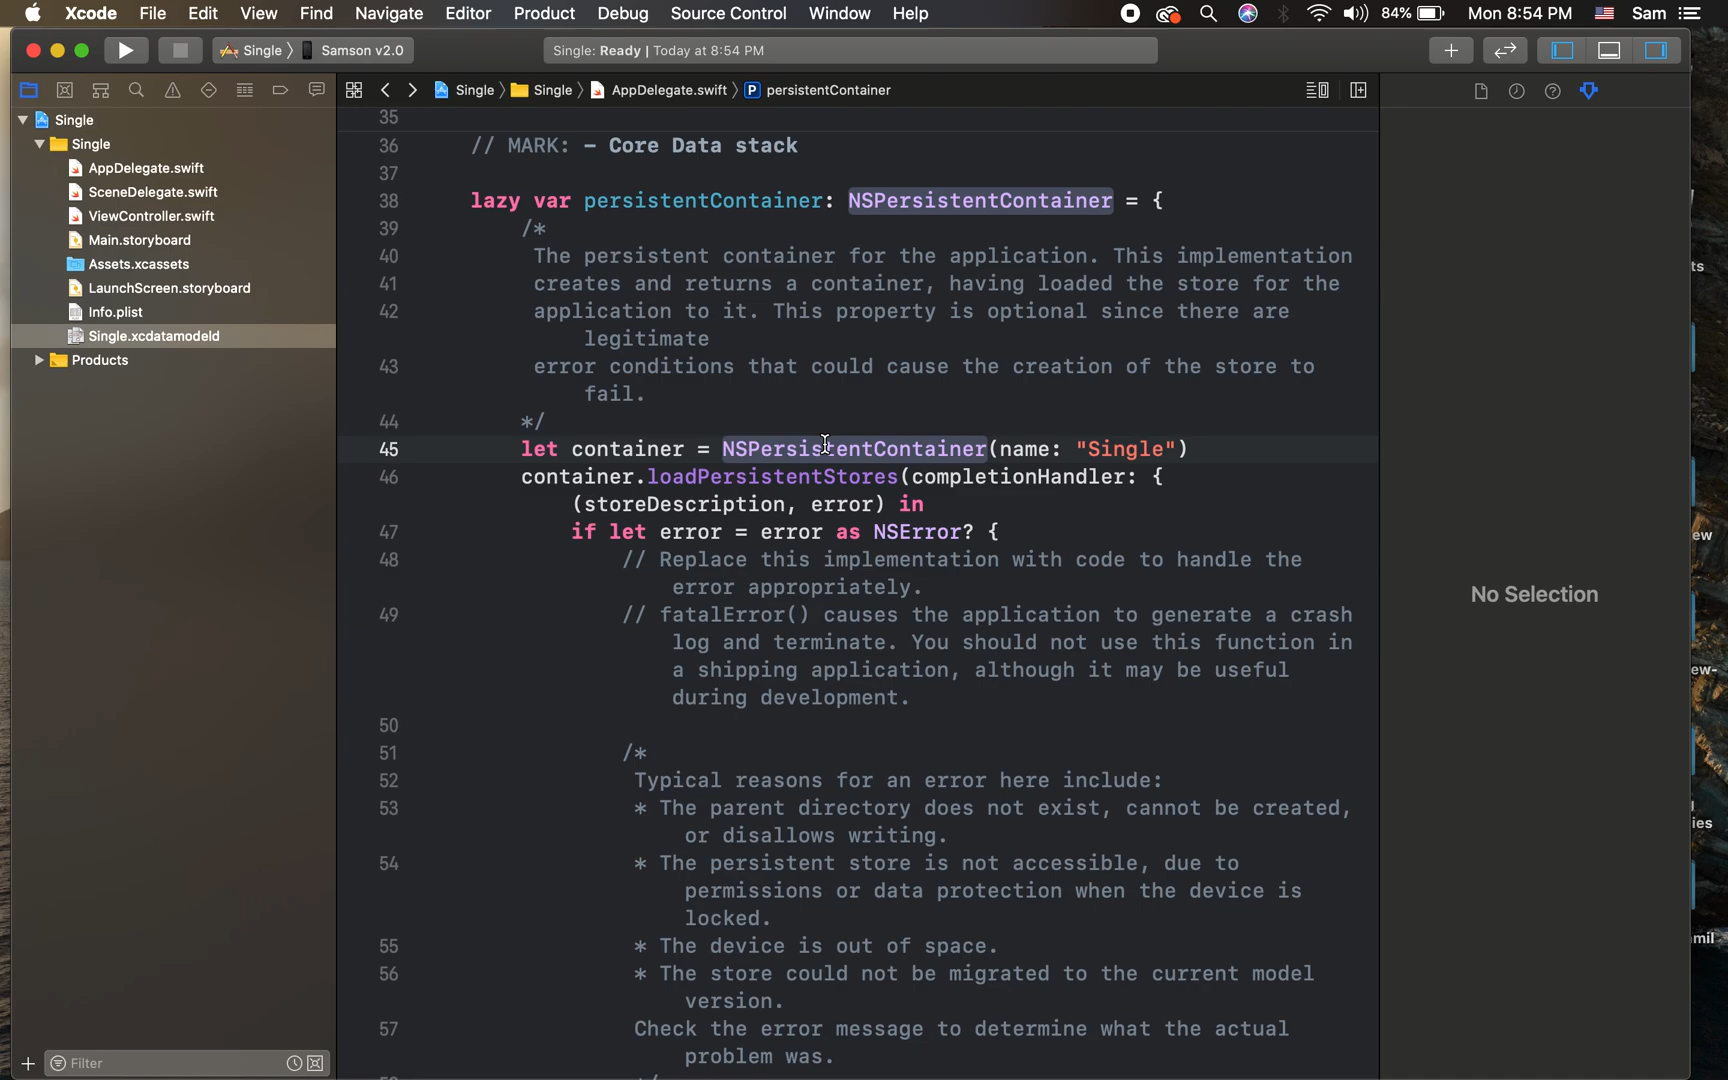 Xcode File Edit View Find Navigate Editor Product Debug Source Control Window Help 84% Mon 8:54 PM Sam
Single 〉 Samson v2.0
Single: Ready | Today at 8:54 PM
Single 〉 Single 〉 AppDelegate.swift 〉 P persistentContainer
Single
Single
AppDelegate.swift
SceneDelegate.swift
ViewController.swift
Main.storyboard
Assets.xcassets
LaunchScreen.storyboard
Info.plist
Single.xcdatamodeld
Products
Filter
35
36 // MARK: – Core Data stack
37
38 lazy var persistentContainer: NSPersistentContainer = {
39 /*
40 The persistent container for the application. This implementation
41 creates and returns a container, having loaded the store for the
42 application to it. This property is optional since there are
legitimate
43 error conditions that could cause the creation of the store to
fail.
44 */
45 let container = NSPersistentContainer(name: "Single")
46 container.loadPersistentStores(completionHandler: {
(storeDescription, error) in
47 if let error = error as NSError? {
48 // Replace this implementation with code to handle the
error appropriately.
49 // fatalError() causes the application to generate a crash
log and terminate. You should not use this function in
a shipping application, although it may be useful
during development.
50
51 /*
52 Typical reasons for an error here include:
53 * The parent directory does not exist, cannot be created,
or disallows writing.
54 * The persistent store is not accessible, due to
permissions or data protection when the device is
locked.
55 * The device is out of space.
56 * The store could not be migrated to the current model
version.
57 Check the error message to determine what the actual
problem was.
No Selection
ts
ew
ew-
ies
mil